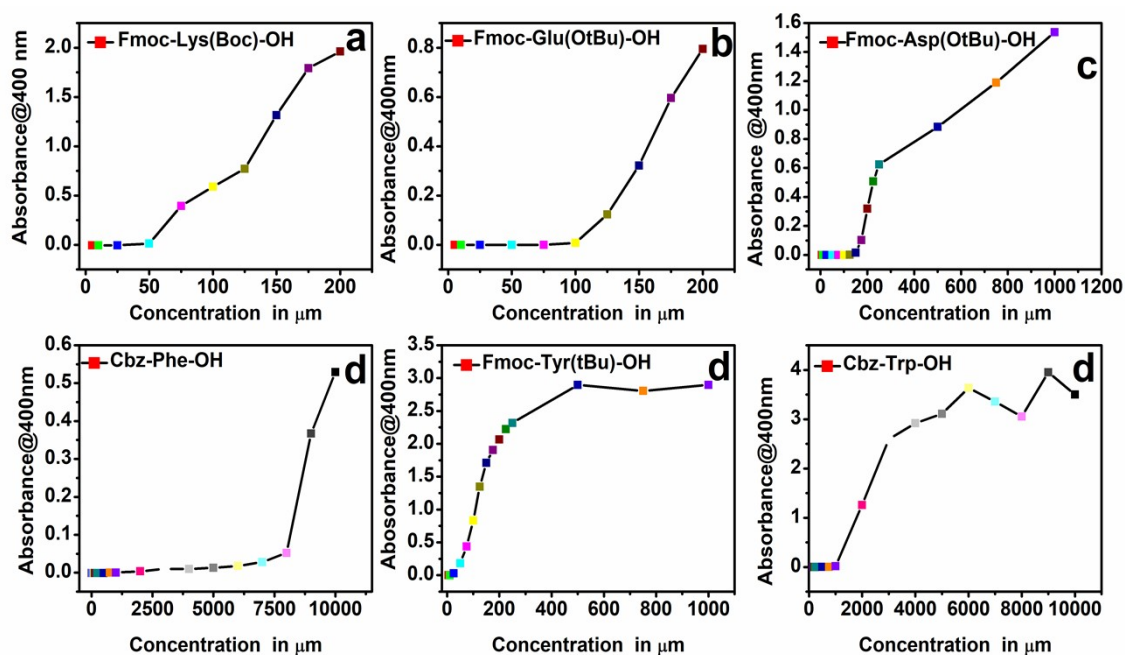 Fmoc-Lys(Boc)-OH
a
Absorbance@400 nm
2.0
1.5
1.0
0.5
0.0
0 50 100 150 200
Concentration in μm
Fmoc-Glu(OtBu)-OH
b
Absorbance@400nm
0.8
0.6
0.4
0.2
0.0
0 50 100 150 200
Concentration in μm
Fmoc-Asp(OtBu)-OH
c
Absorbance @400nm
1.6
1.4
1.2
1.0
0.8
0.6
0.4
0.2
0.0
0 200 400 600 800 1000 1200
Concentration in μm
Cbz-Phe-OH
d
Absorbance@400nm
0.6
0.5
0.4
0.3
0.2
0.1
0.0
0 2500 5000 7500 10000
Concentration in μm
Fmoc-Tyr(tBu)-OH
d
Abosorbance@400nm
3.5
3.0
2.5
2.0
1.5
1.0
0.5
0.0
0 200 400 600 800 1000
Concentration in μm
Cbz-Trp-OH
d
Absorbance@400nm
4
3
2
1
0
0 2000 4000 6000 8000 10000
Concentration in μm